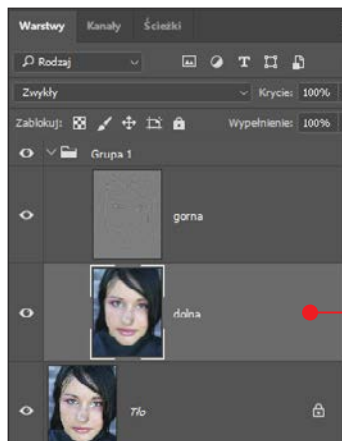 Warstwy Kanały Ścieżki
Rodzaj
Zwykły Krycie: 100%
Zablokuj: Wypełnienie: 100%
Grupa 1
gorna
dolna
Tło